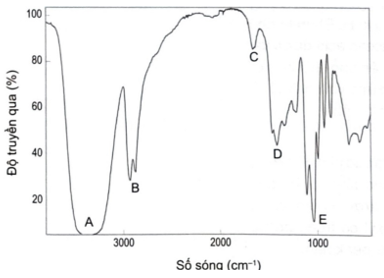 Độ truyền qua (%)
100
80
60
40
20
A
B
C
D
E
3000
2000
1000
Số sóng (cm⁻¹)